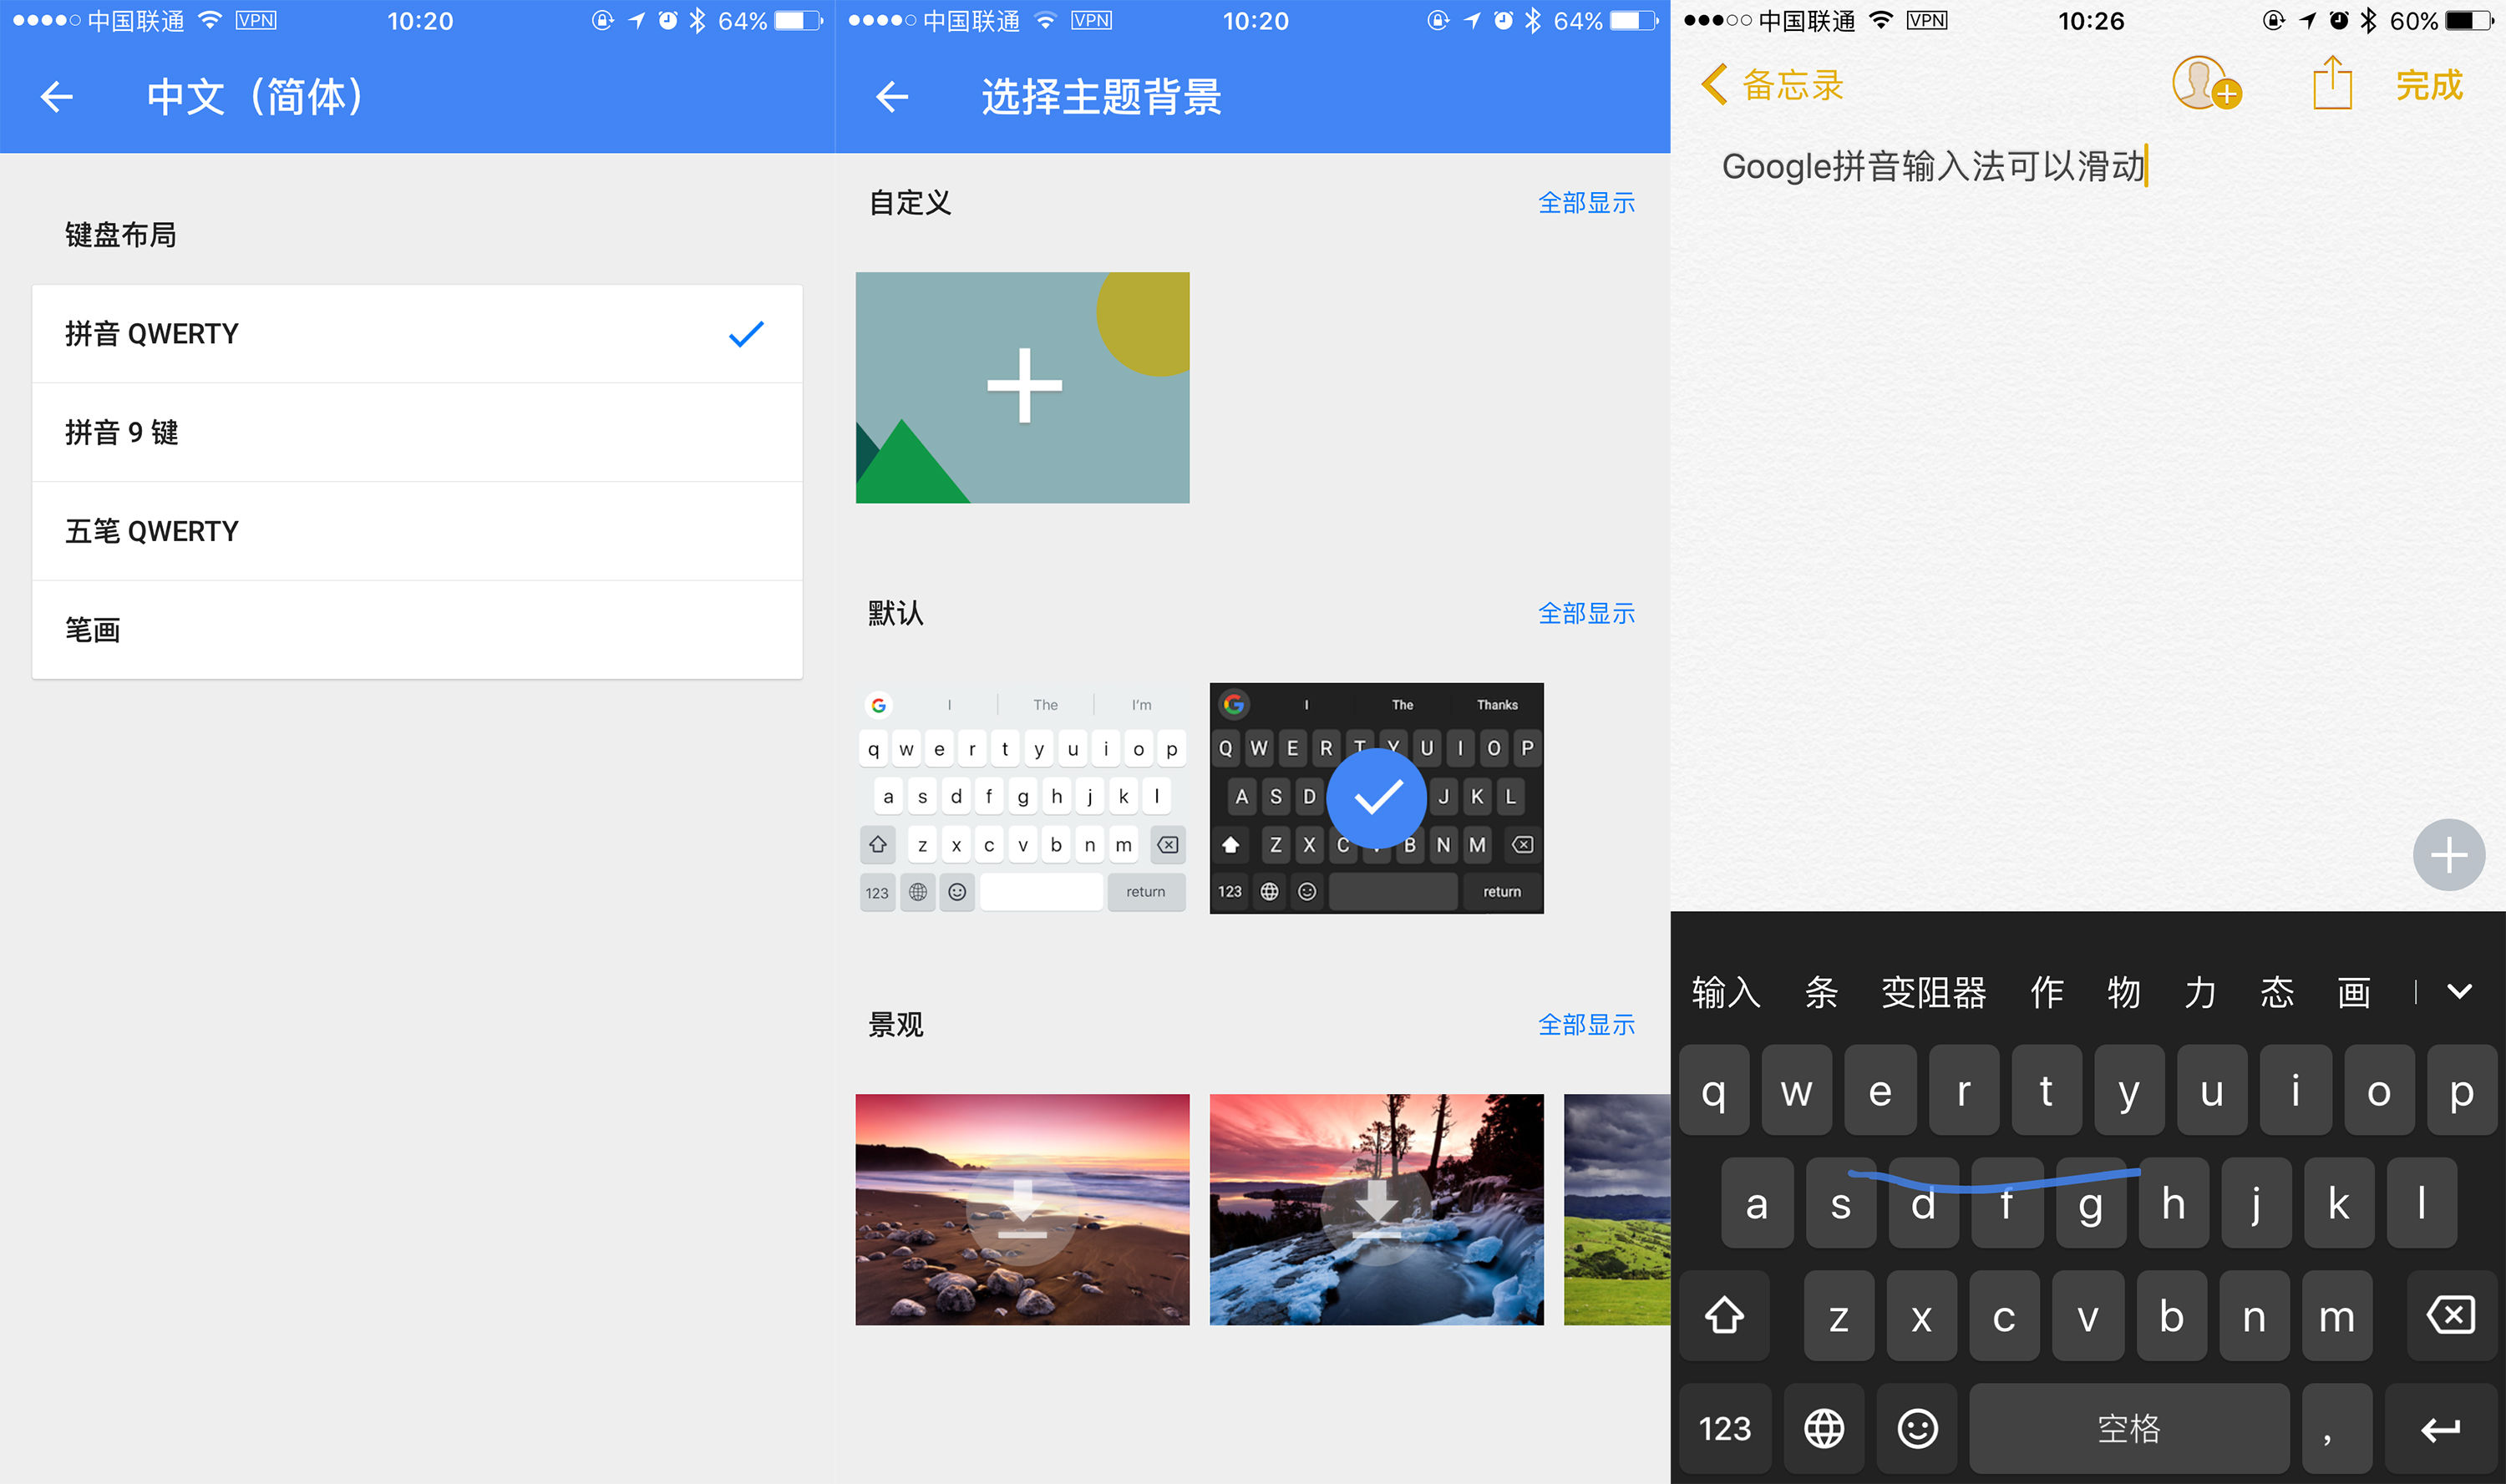 中国联通 VPN 10:20 64%
中文（简体）
键盘布局
拼音 QWERTY
拼音 9 键
五笔 QWERTY
笔画
中国联通 VPN 10:20 64%
选择主题背景
自定义 全部显示
默认 全部显示
G I The I'm
q w e r t y u i o p
a s d f g h j k l
z x c v b n m
123 return
G I The Thanks
Q W E R T Y U I O P
A S D J K L
Z X C B N M
123 return
景观 全部显示
中国联通 VPN 10:26 60%
备忘录 完成
Google拼音输入法可以滑动
输入 条 变阻器 作 物 力 态 画
q w e r t y u i o p
a s d f g h j k l
z x c v b n m
123 空格 ,